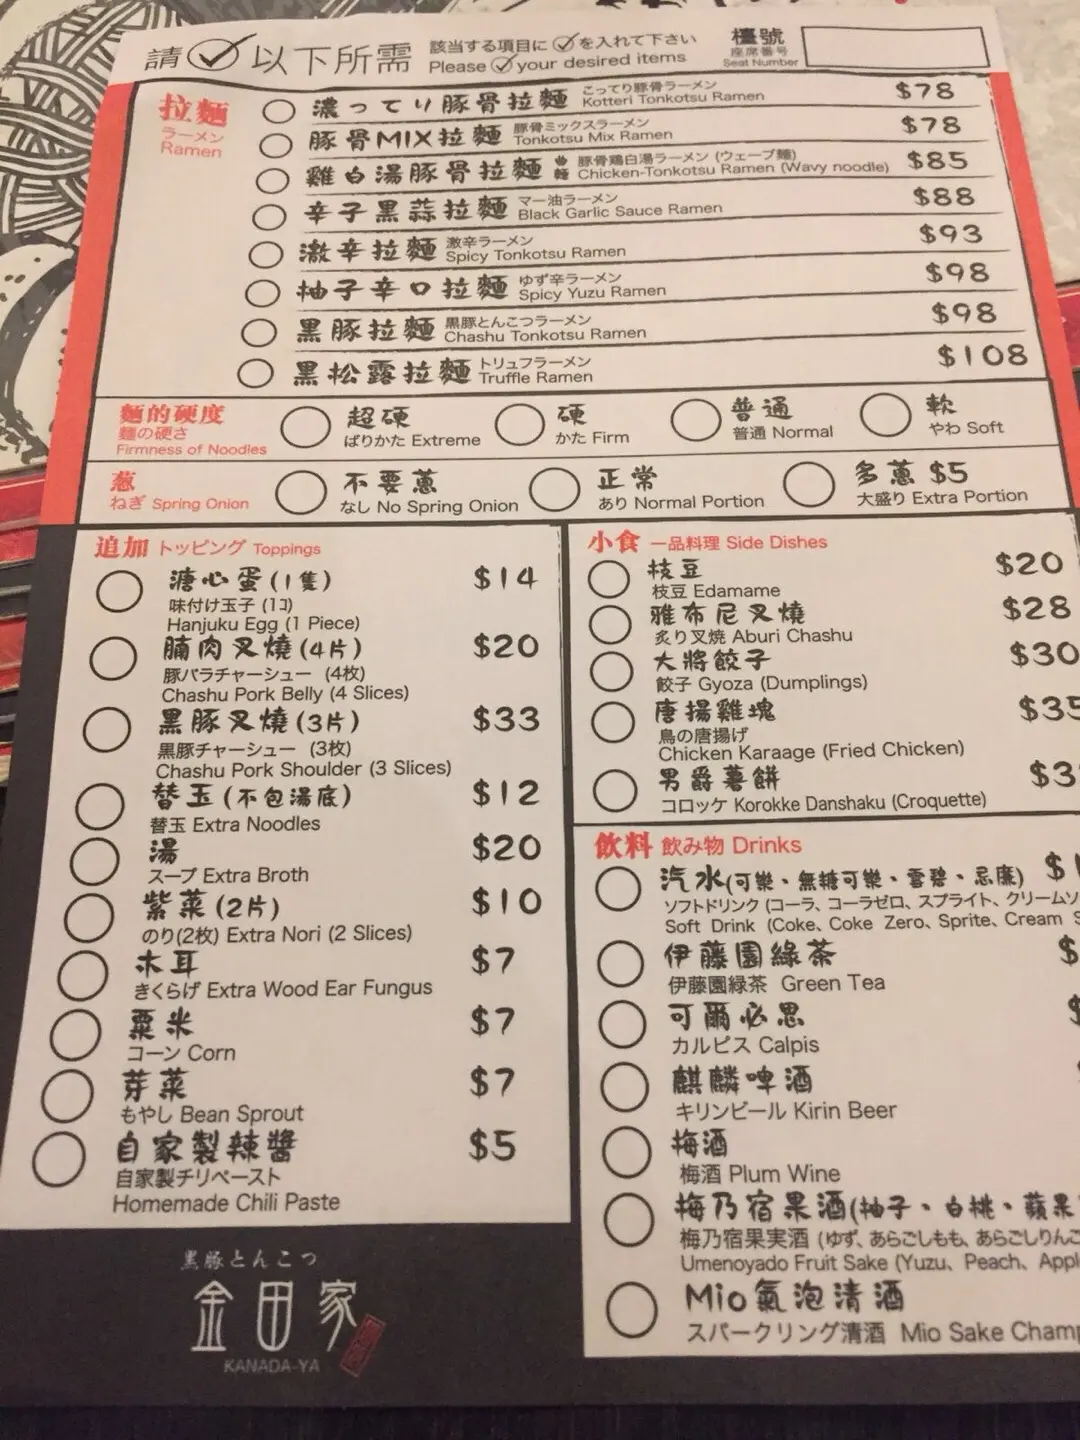 請✓以下所需 該当する項目に✓を入れて下さい
Please ✓ your desired items
檯號
座席番号
Seat Number
拉麵
ラーメン
Ramen
濃ってり豚骨拉麵 こってり豚骨ラーメン Kotteri Tonkotsu Ramen $78
豚骨MIX拉麵 豚骨ミックスラーメン Tonkotsu Mix Ramen $78
雞白湯豚骨拉麵 豚骨鶏白湯ラーメン (ウェーブ麺) Chicken-Tonkotsu Ramen (Wavy noodle) $85
辛子黑蒜拉麵 マー油ラーメン Black Garlic Sauce Ramen $88
激辛拉麵 激辛ラーメン Spicy Tonkotsu Ramen $93
柚子辛口拉麵 ゆず辛ラーメン Spicy Yuzu Ramen $98
黑豚拉麵 黒豚とんこつラーメン Chashu Tonkotsu Ramen $98
黑松露拉麵 トリュフラーメン Truffle Ramen $108
麵的硬度
麺の硬さ
Firmness of Noodles
超硬
ばりかた Extreme
硬
かた Firm
普通
普通 Normal
軟
やわ Soft
葱
ねぎ Spring Onion
不要蔥
なし No Spring Onion
正常
あり Normal Portion
多蔥 $5
大盛り Extra Portion
追加 トッピング Toppings
溏心蛋(1隻) $14
味付け玉子 (1コ)
Hanjuku Egg (1 Piece)
腩肉叉燒(4片) $20
豚バラチャーシュー (4枚)
Chashu Pork Belly (4 Slices)
黑豚叉燒(3片) $33
黒豚チャーシュー (3枚)
Chashu Pork Shoulder (3 Slices)
替玉(不包湯底) $12
替玉 Extra Noodles
湯 $20
スープ Extra Broth
紫菜(2片) $10
のり(2枚) Extra Nori (2 Slices)
木耳 $7
きくらげ Extra Wood Ear Fungus
粟米 $7
コーン Corn
芽菜 $7
もやし Bean Sprout
自家製辣醬 $5
自家製チリペースト
Homemade Chili Paste
小食 一品料理 Side Dishes
枝豆 $20
枝豆 Edamame
雅布尼叉燒 $28
炙り叉焼 Aburi Chashu
大將餃子 $30
餃子 Gyoza (Dumplings)
唐揚雞塊 $35
鳥の唐揚げ
Chicken Karaage (Fried Chicken)
男爵薯餅 $3
コロッケ Korokke Danshaku (Croquette)
飲料 飲み物 Drinks
汽水(可樂、無糖可樂、雪碧、忌廉) $1
ソフトドリンク (コーラ、コーラゼロ、スプライト、クリームソ
Soft Drink (Coke, Coke Zero, Sprite, Cream S
伊藤園綠茶 $
伊藤園緑茶 Green Tea
可爾必思 $
カルピス Calpis
麒麟啤酒
キリンビール Kirin Beer
梅酒
梅酒 Plum Wine
梅乃宿果酒(柚子、白桃、蘋果
梅乃宿果実酒 (ゆず、あらごしもも、あらごしりんご
Umenoyado Fruit Sake (Yuzu、Peach、Appl
Mio氣泡清酒
スパークリング清酒 Mio Sake Champ
黒豚とんこつ
金田家
KANADA-YA